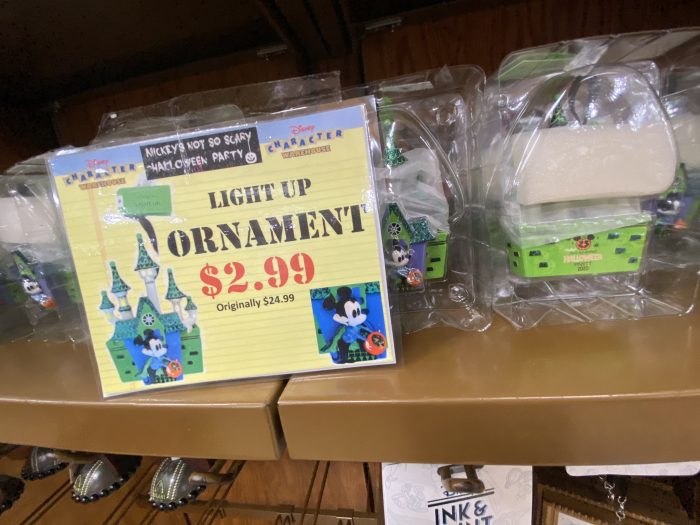 Disney
CHARACTER
WAREHOUSE
MICKEY'S NOT SO SCARY
HALLOWEEN PARTY
Disney
CHARACTER
WAREHOUSE
LIGHT UP
ORNAMENT
$2.99
Originally $24.99
HALLOWEEN
INK &